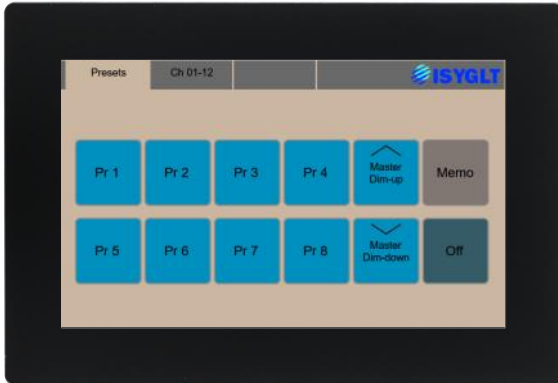 Presets
Ch 01-12
ISYGLT
Pr 1
Pr 2
Pr 3
Pr 4
Master
Dim-up
Memo
Pr 5
Pr 6
Pr 7
Pr 8
Master
Dim-down
Off